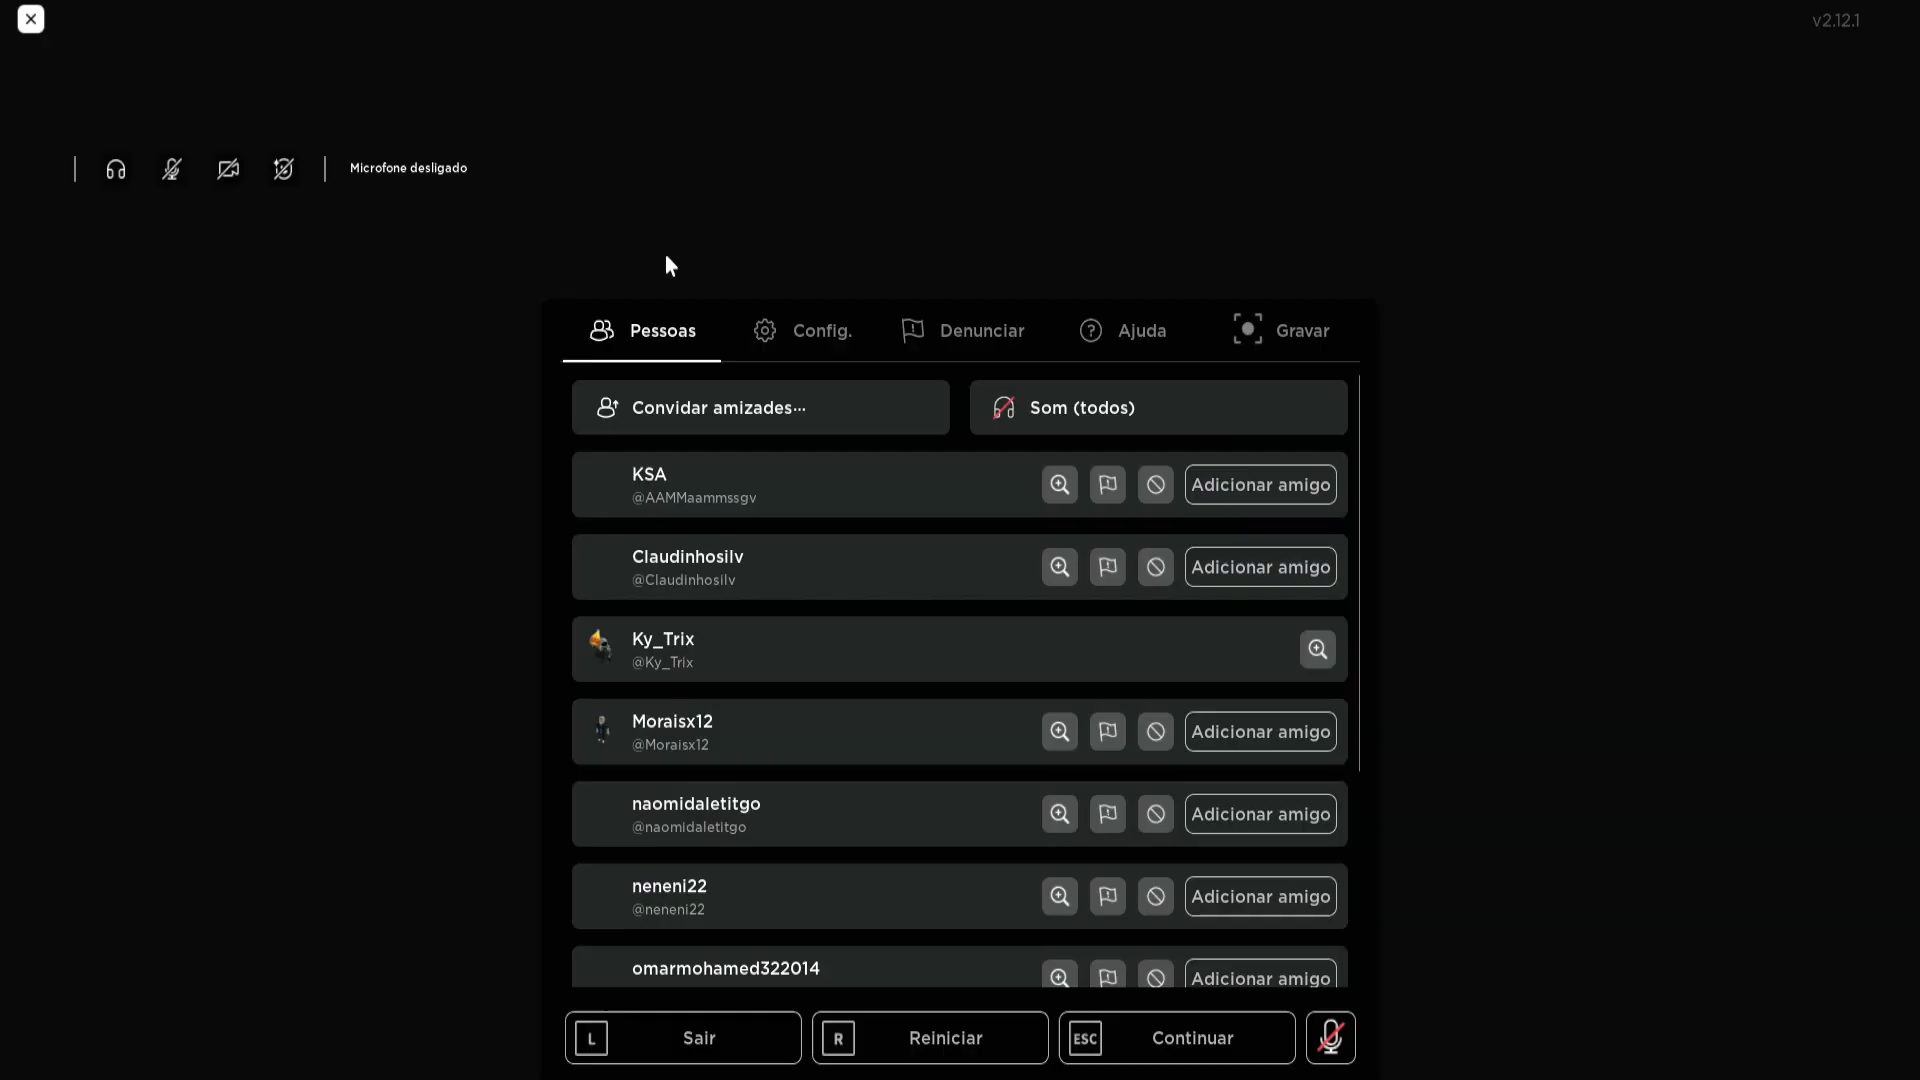 v2.12.1
Microfone desligado
Pessoas
Config.
Denunciar
Ajuda
Gravar
Convidar amizades...
Som (todos)
KSA
@AAMMaammssgv
Adicionar amigo
Claudinhosilv
@Claudinhosilv
Adicionar amigo
Ky_Trix
@Ky_Trix
Moraisx12
@Moraisx12
Adicionar amigo
naomidaletitgo
@naomidaletitgo
Adicionar amigo
neneni22
@neneni22
Adicionar amigo
omarmohamed322014
Adicionar amigo
L Sair
R Reiniciar
ESC Continuar